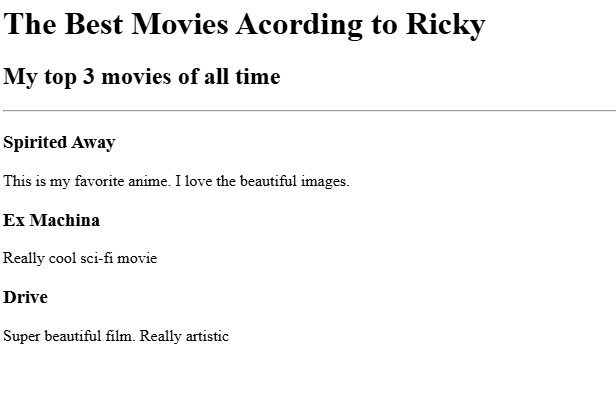 The Best Movies Acording to Ricky
My top 3 movies of all time
Spirited Away
This is my favorite anime. I love the beautiful images.
Ex Machina
Really cool sci-fi movie
Drive
Super beautiful film. Really artistic